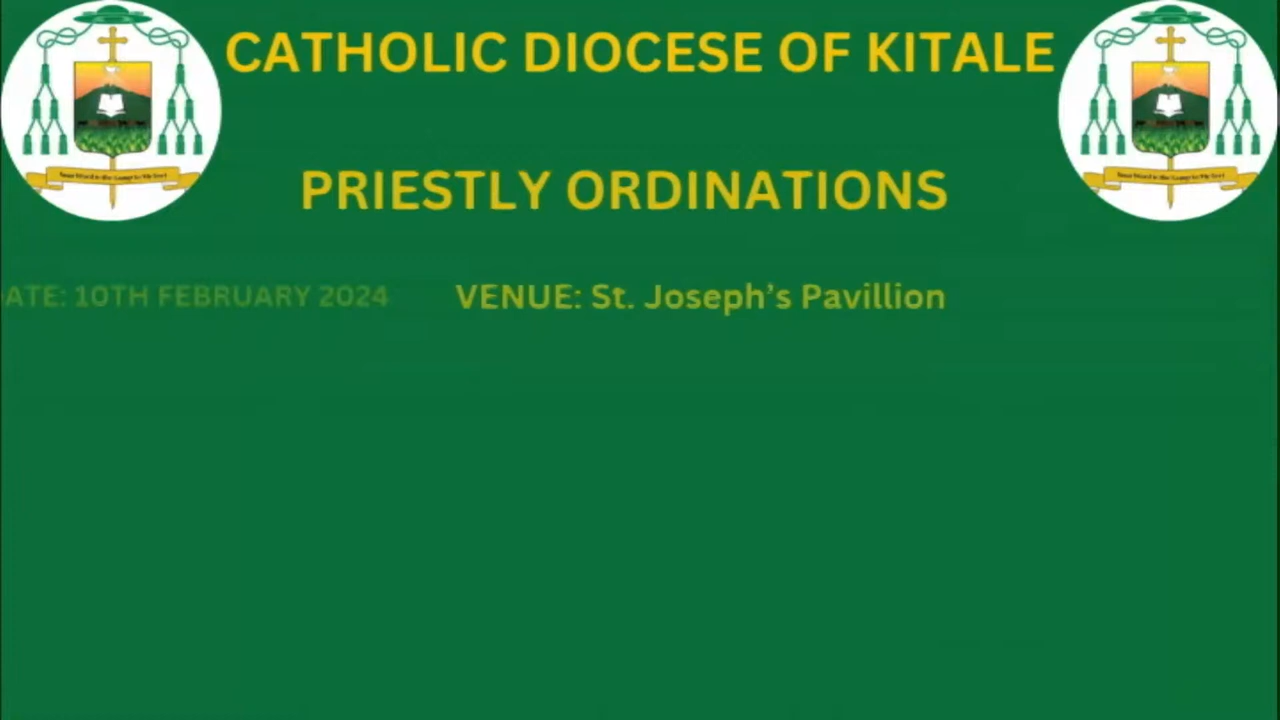 CATHOLIC DIOCESE OF KITALE
PRIESTLY ORDINATIONS
ATE: 10TH FEBRUARY 2024 VENUE: St. Joseph's Pavillion